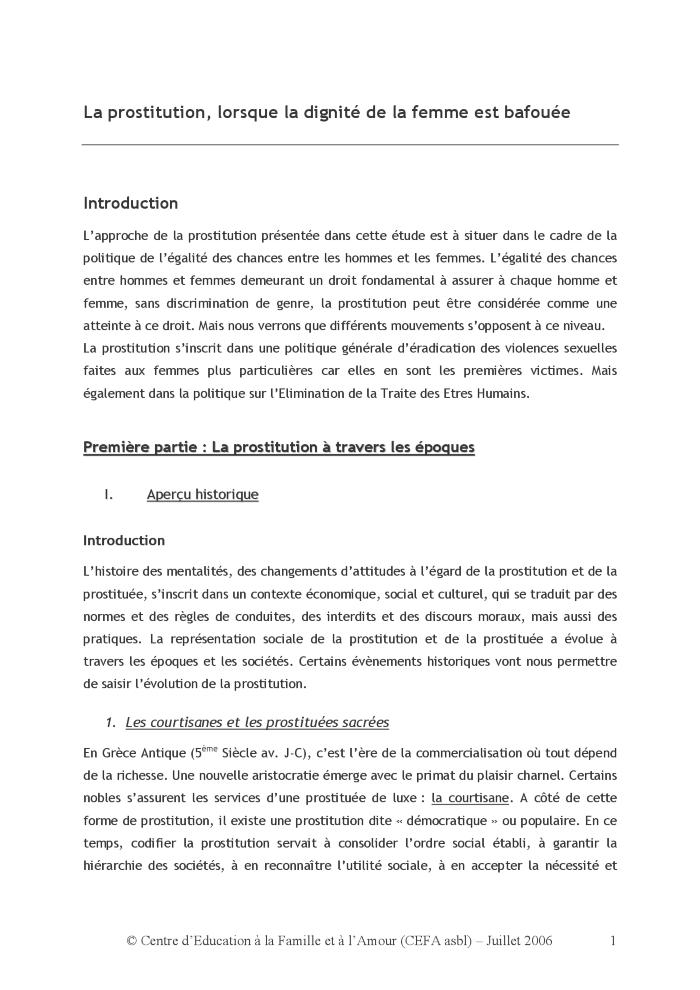 La prostitution, lorsque la dignité de la femme est bafouée
Introduction
L’approche de la prostitution présentée dans cette étude est à situer dans le cadre de la
politique de l’égalité des chances entre les hommes et les femmes. L’égalité des chances
entre hommes et femmes demeurant un droit fondamental à assurer à chaque homme et
femme, sans discrimination de genre, la prostitution peut être considérée comme une
atteinte à ce droit. Mais nous verrons que différents mouvements s’opposent à ce niveau.
La prostitution s’inscrit dans une politique générale d’éradication des violences sexuelles
faites aux femmes plus particulières car elles en sont les premières victimes. Mais
également dans la politique sur l’Elimination de la Traite des Etres Humains.
Première partie : La prostitution à travers les époques
I. Aperçu historique
Introduction
L’histoire des mentalités, des changements d’attitudes à l’égard de la prostitution et de la
prostituée, s’inscrit dans un contexte économique, social et culturel, qui se traduit par des
normes et des règles de conduites, des interdits et des discours moraux, mais aussi des
pratiques. La représentation sociale de la prostitution et de la prostituée a évolue à
travers les époques et les sociétés. Certains évènements historiques vont nous permettre
de saisir l’évolution de la prostitution.
1. Les courtisanes et les prostituées sacrées
En Grèce Antique (5ème Siècle av. J-C), c’est l’ère de la commercialisation où tout dépend
de la richesse. Une nouvelle aristocratie émerge avec le primat du plaisir charnel. Certains
nobles s’assurent les services d’une prostituée de luxe : la courtisane. A côté de cette
forme de prostitution, il existe une prostitution dite « démocratique » ou populaire. En ce
temps, codifier la prostitution servait à consolider l’ordre social établi, à garantir la
hiérarchie des sociétés, à en reconnaître l’utilité sociale, à en accepter la nécessité et
© Centre d’Education à la Famille et à l’Amour (CEFA asbl) – Juillet 2006 1